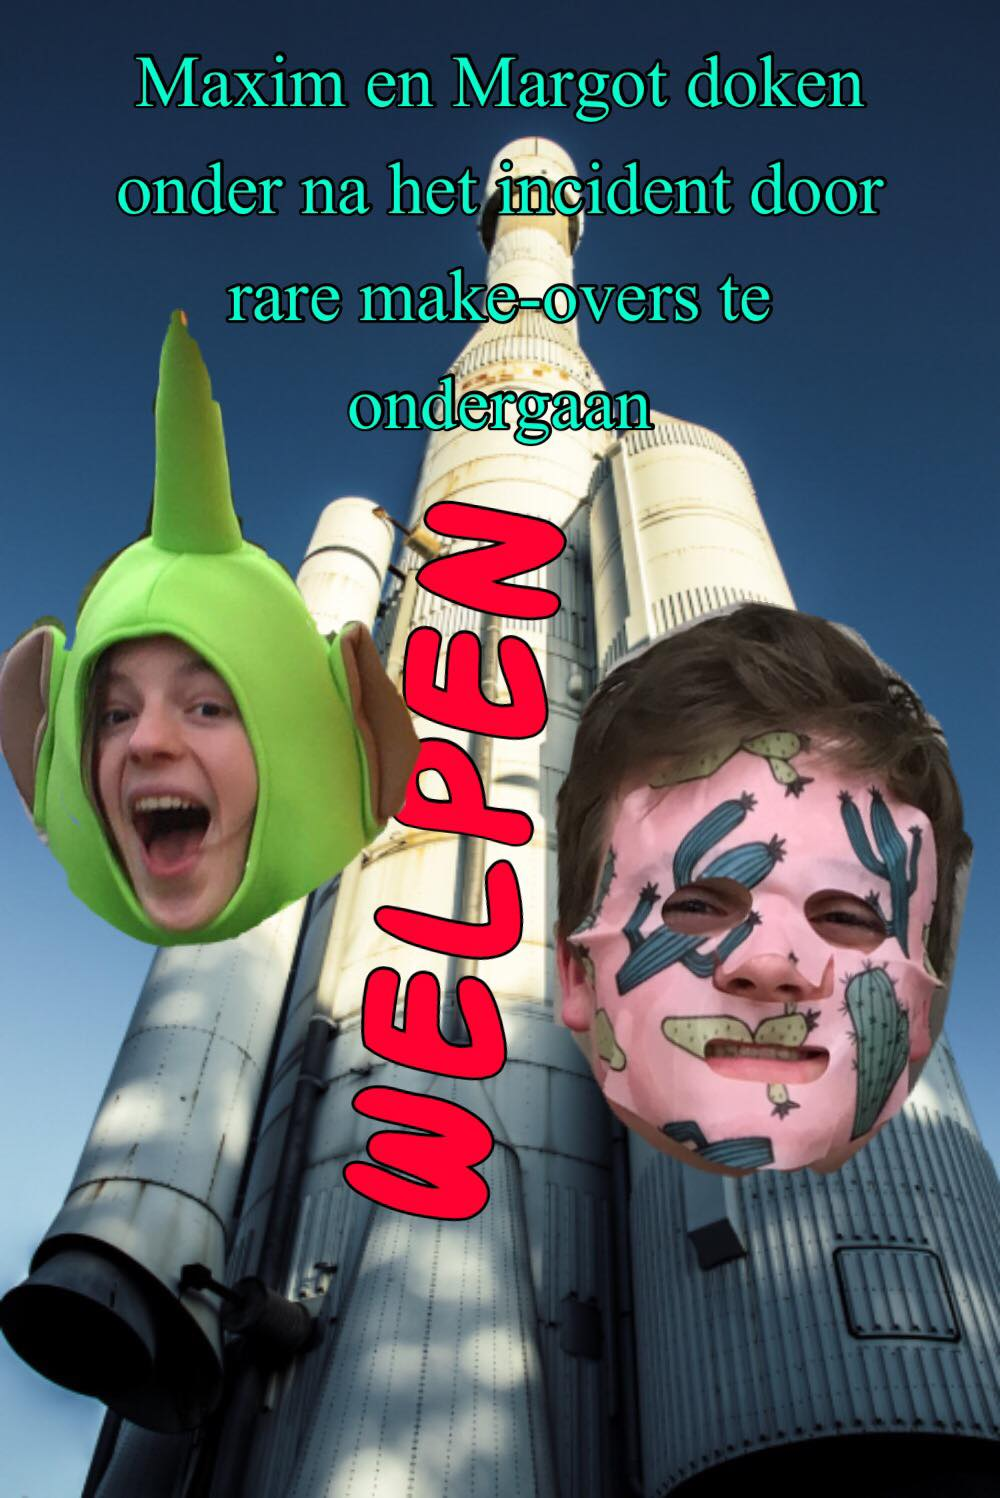 Maxim en Margot doken
onder na het incident door
rare make-overs te
ondergaan
WELPEN